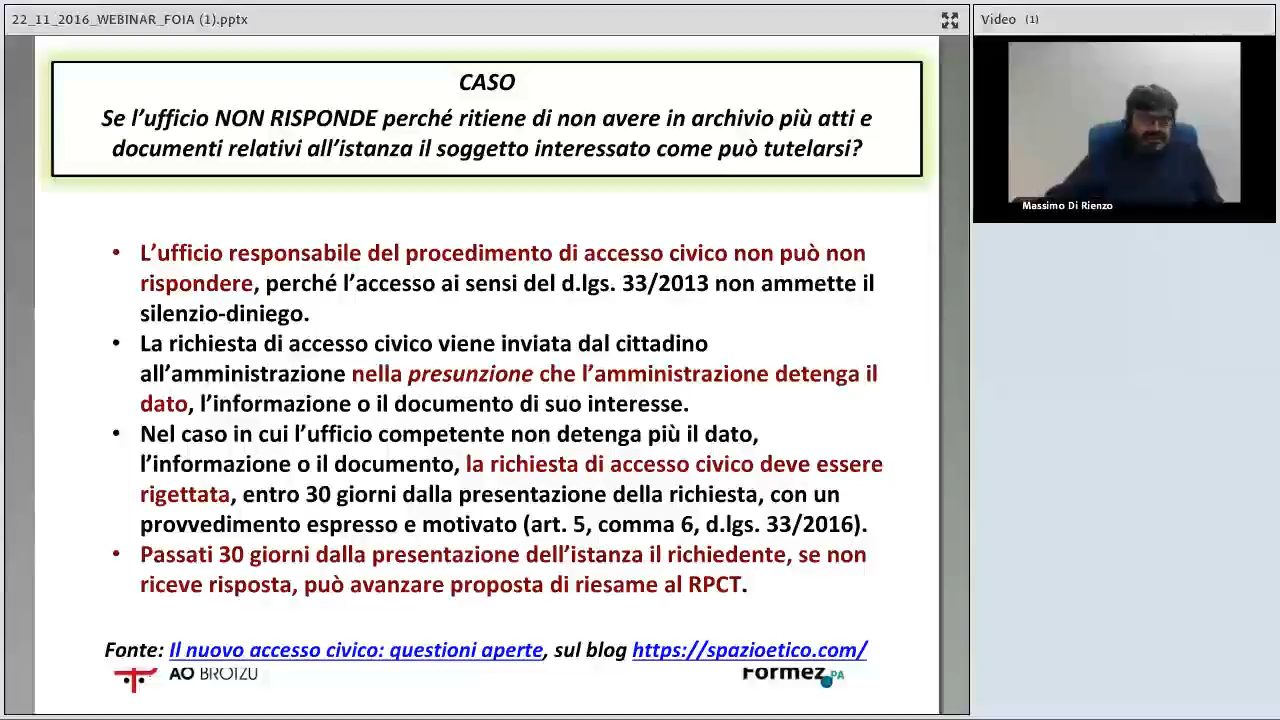 22_11_2016_WEBINAR_FOIA (1).pptx
Video (1)
CASO
Se l'ufficio NON RISPONDE perché ritiene di non avere in archivio più atti e
documenti relativi all'istanza il soggetto interessato come può tutelarsi?
Massimo Di Rienzo
• L'ufficio responsabile del procedimento di accesso civico non può non
rispondere, perché l'accesso ai sensi del d.lgs. 33/2013 non ammette il
silenzio-diniego.
• La richiesta di accesso civico viene inviata dal cittadino
all'amministrazione nella presunzione che l'amministrazione detenga il
dato, l'informazione o il documento di suo interesse.
• Nel caso in cui l'ufficio competente non detenga più il dato,
l'informazione o il documento, la richiesta di accesso civico deve essere
rigettata, entro 30 giorni dalla presentazione della richiesta, con un
provvedimento espresso e motivato (art. 5, comma 6, d.lgs. 33/2016).
• Passati 30 giorni dalla presentazione dell'istanza il richiedente, se non
riceve risposta, può avanzare proposta di riesame al RPCT.
Fonte: Il nuovo accesso civico: questioni aperte, sul blog https://spazioetico.com/
AO BROTZU
Formez PA